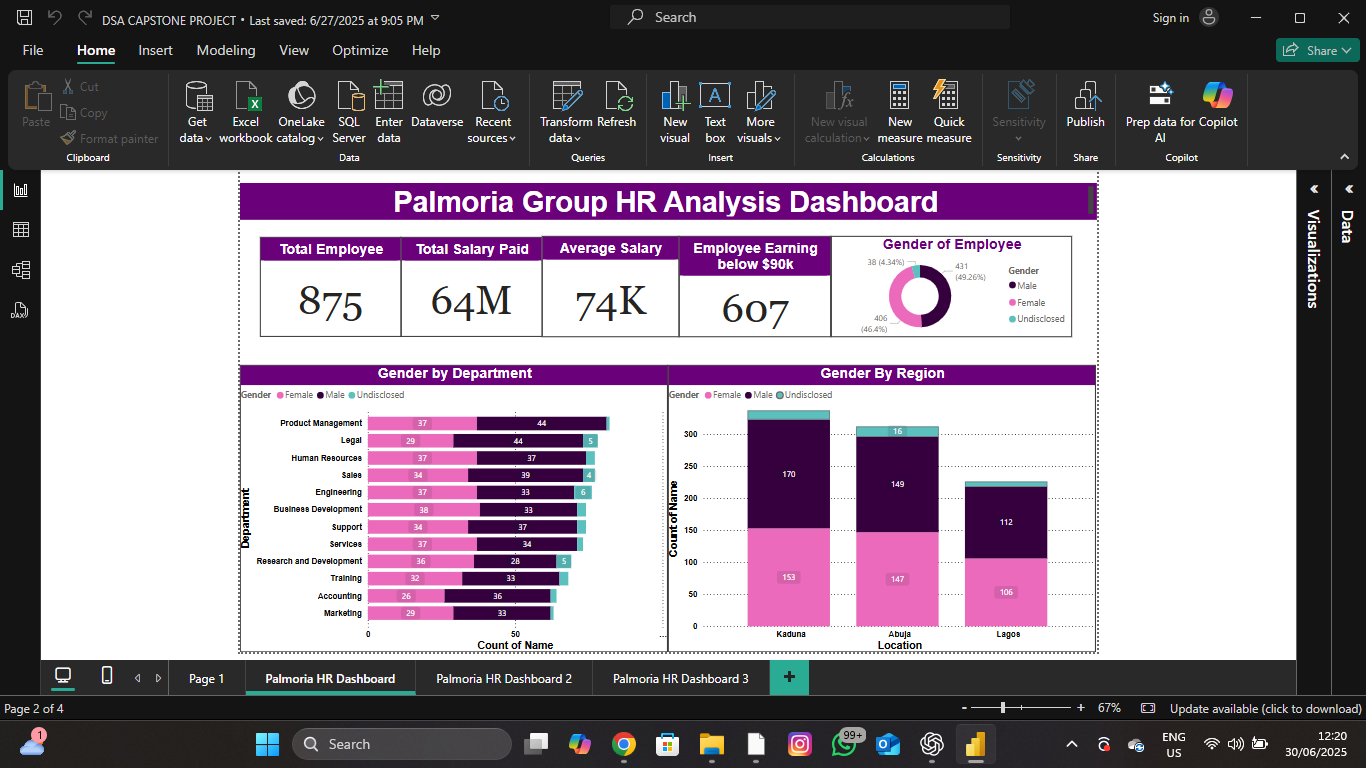 DSA CAPSTONE PROJECT • Last saved: 6/27/2025 at 9:05 PM
Search
Sign in
File Home Insert Modeling View Optimize Help
Share
Paste
Cut
Copy
Format painter
Clipboard
Get data
Excel workbook
OneLake catalog
SQL Server
Enter data
Dataverse
Recent sources
Data
Transform data
Refresh
Queries
New visual
A
Text box
More visuals
Insert
New visual calculation
New measure
Quick measure
Calculations
Sensitivity
Sensitivity
Publish
Share
Prep data for AI
Copilot
Copilot
Palmoria Group HR Analysis Dashboard
Total Employee
875
Total Salary Paid
64M
Average Salary
74K
Employee Earning
below $90k
607
Gender of Employee
38 (4.34%)
431
(49.26%)
406
(46.4%)
Gender
Male
Female
Undisclosed
Gender by Department
Gender Female Male Undisclosed
Department
Product Management 37 44
Legal 29 44 5
Human Resources 37 37
Sales 34 39 4
Engineering 37 33 6
Business Development 38 33
Support 34 37
Services 37 34
Research and Development 36 28 5
Training 32 33
Accounting 26 36
Marketing 29 33
0 50 ...
Count of Name
Gender By Region
Gender Female Male Undisclosed
Count of Name
300
250
200
150
100
50
0
170
153
16
149
147
112
106
Kaduna Abuja Lagos
Location
Visualizations
Data
DAX
Page 1 Palmoria HR Dashboard Palmoria HR Dashboard 2 Palmoria HR Dashboard 3 +
Page 2 of 4
- + 67%
Update available (click to download)
1
Search
99+
ENG
US
12:20
30/06/2025